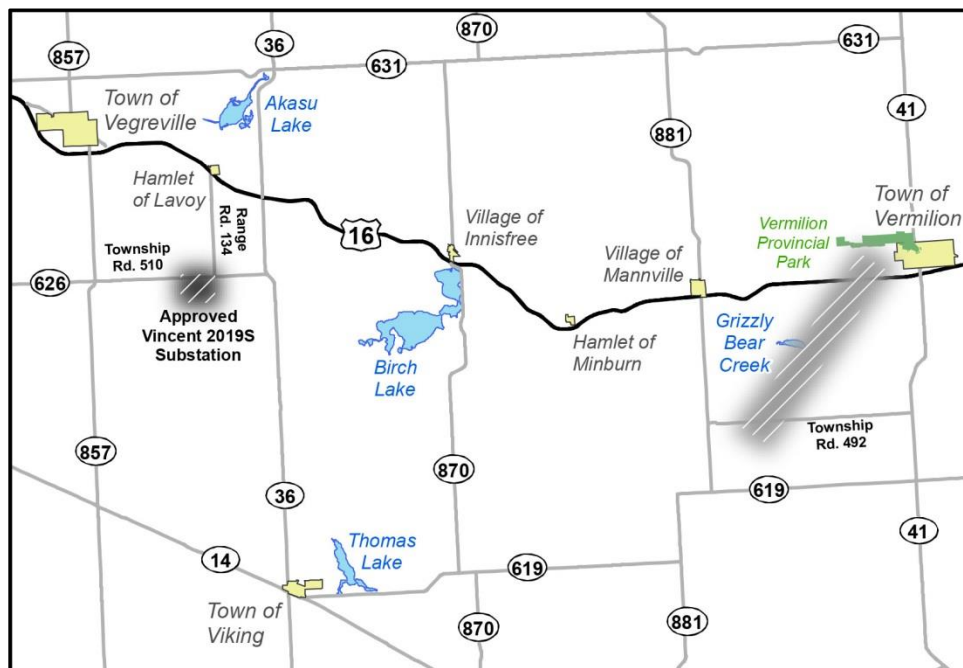 870
36
857
631
631
Town of
Vegreville
Akasu
Lake
41
881
Hamlet
of Lavoy
Range
Rd. 134
Town of
Vermilion
Village of
Innisfree
Vermilion
Provincial
Park
16
Village of
Mannville
Township
Rd. 510
626
Approved
Vincent 2019S
Substation
Grizzly
Bear
Creek
Hamlet of
Minburn
Birch
Lake
Township
Rd. 492
857
870
36
619
41
14
Thomas
Lake
619
Town of
Viking
870
881